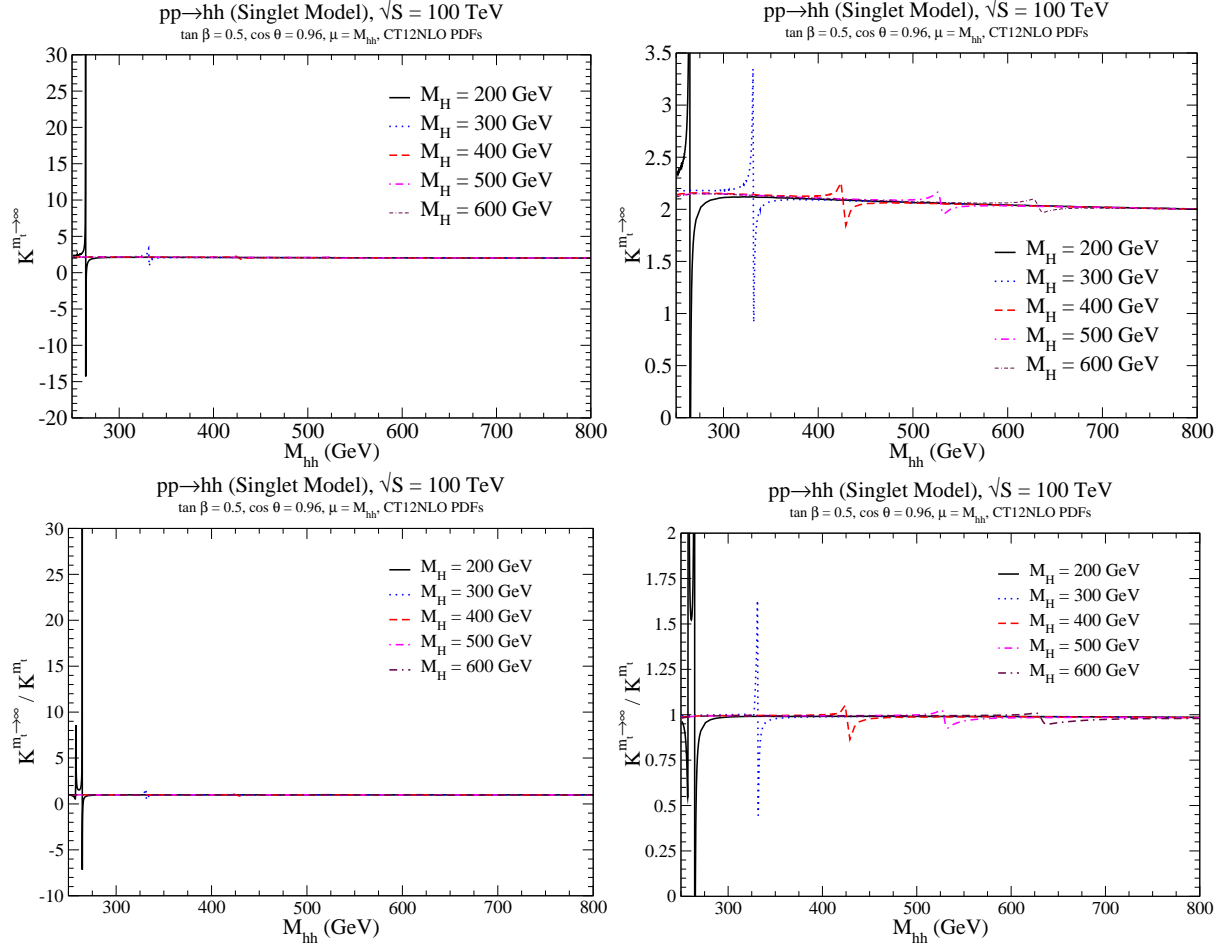 pp→hh (Singlet Model), √S = 100 TeV
tan β = 0.5, cos θ = 0.96, μ = M_hh, CT12NLO PDFs
30
25
20
15
10
5
0
-5
-10
-15
-20
K^{m_t→∞}
M_H = 200 GeV
M_H = 300 GeV
M_H = 400 GeV
M_H = 500 GeV
M_H = 600 GeV
300 400 500 600 700 800
M_hh (GeV)
pp→hh (Singlet Model), √S = 100 TeV
tan β = 0.5, cos θ = 0.96, μ = M_hh, CT12NLO PDFs
3.5
3
2.5
2
1.5
1
0.5
0
K^{m_t→∞}
M_H = 200 GeV
M_H = 300 GeV
M_H = 400 GeV
M_H = 500 GeV
M_H = 600 GeV
300 400 500 600 700 800
M_hh (GeV)
pp→hh (Singlet Model), √S = 100 TeV
tan β = 0.5, cos θ = 0.96, μ = M_hh, CT12NLO PDFs
30
25
20
15
10
5
0
-5
-10
K^{m_t→∞} / K^{m_t}
M_H = 200 GeV
M_H = 300 GeV
M_H = 400 GeV
M_H = 500 GeV
M_H = 600 GeV
300 400 500 600 700 800
M_hh (GeV)
pp→hh (Singlet Model), √S = 100 TeV
tan β = 0.5, cos θ = 0.96, μ = M_hh, CT12NLO PDFs
2
1.75
1.5
1.25
1
0.75
0.5
0.25
0
K^{m_t→∞} / K^{m_t}
M_H = 200 GeV
M_H = 300 GeV
M_H = 400 GeV
M_H = 500 GeV
M_H = 600 GeV
300 400 500 600 700 800
M_hh (GeV)